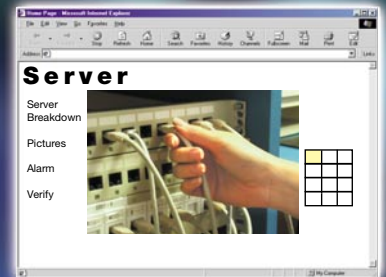 Home Page - Microsoft Internet Explorer
File Edit View Go Favorites Help
Stop Refresh Home Search Favorites History Channels Fullscreen Mail Print Edit
Address Links
Server
Server
Breakdown
Pictures
Alarm
Verify
My Computer